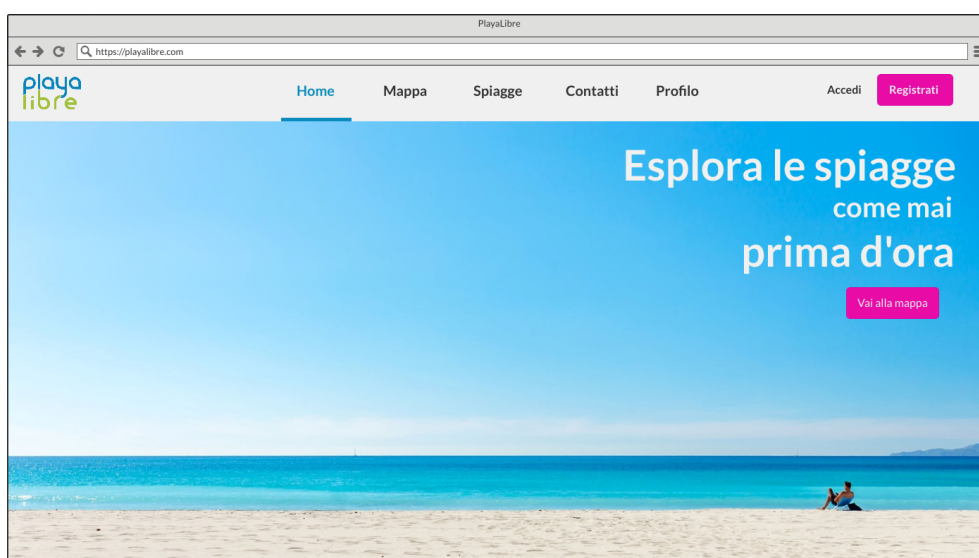 PlayaLibre
https://playalibre.com
playa
libre
Home Mappa Spiagge Contatti Profilo Accedi Registrati
Esplora le spiagge
come mai
prima d'ora
Vai alla mappa